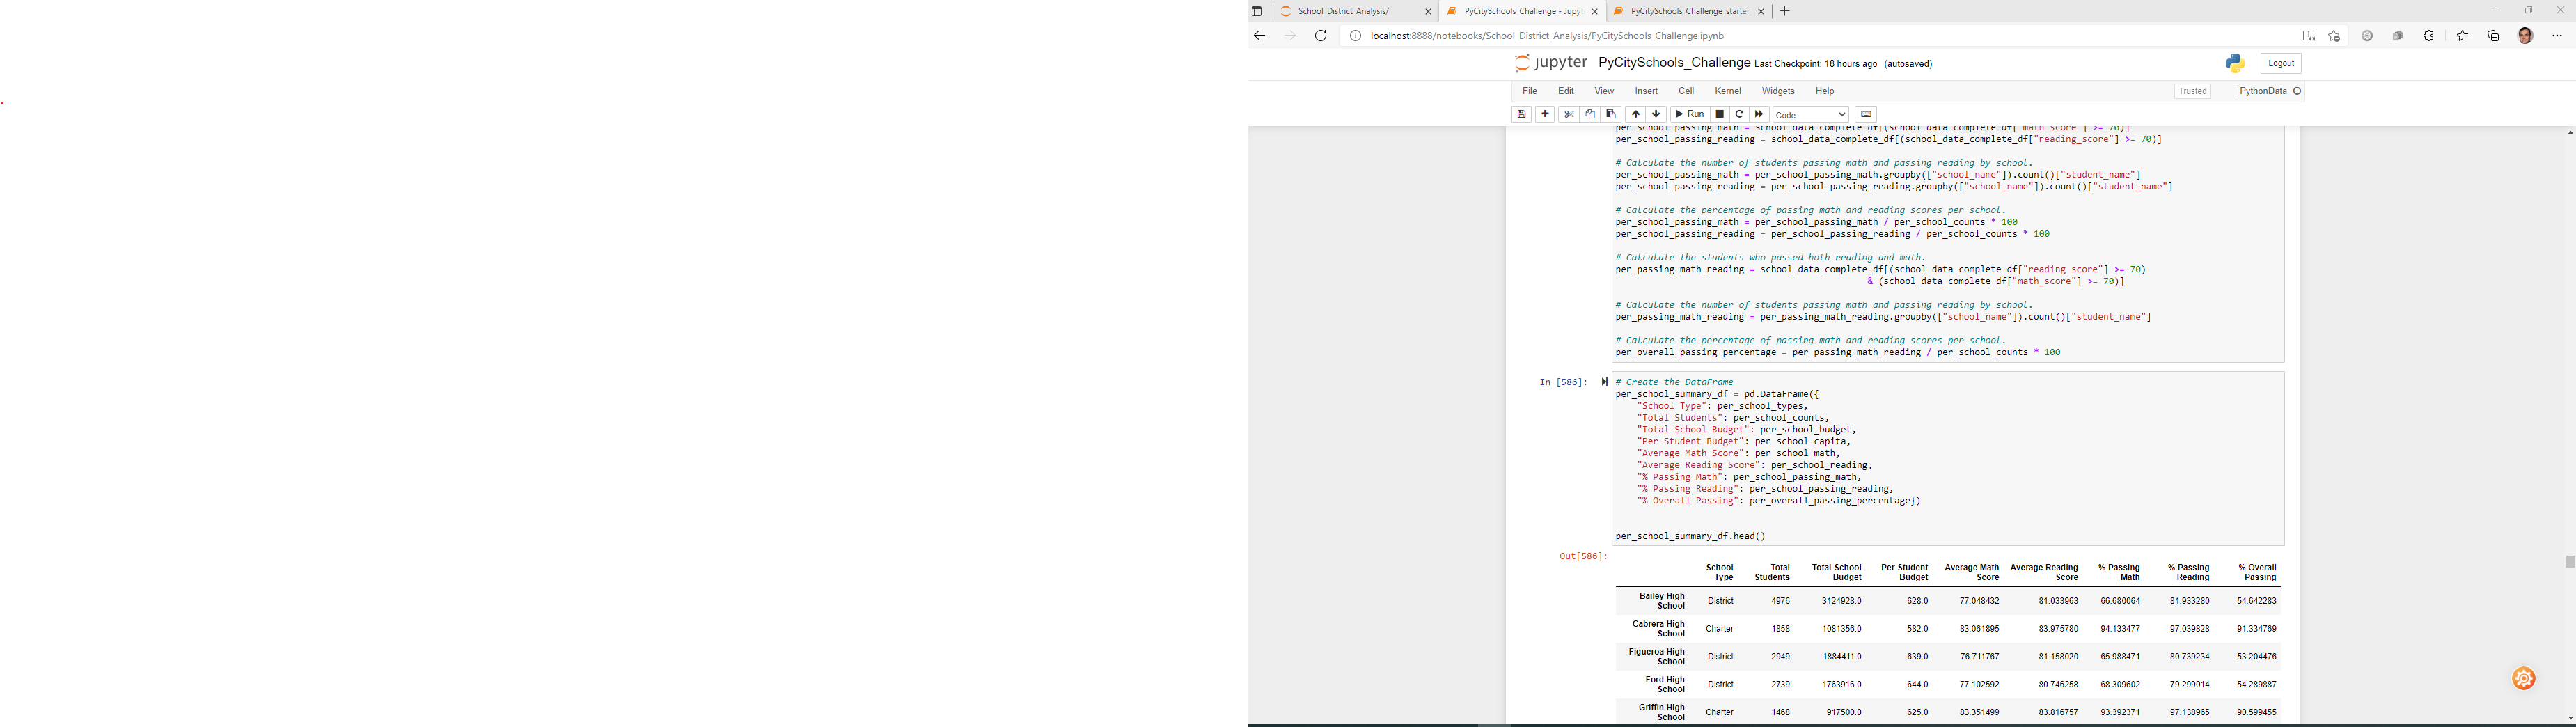 School_District_Analysis/
PyCitySchools_Challenge - Jupyt
PyCitySchools_Challenge_starter
localhost:8888/notebooks/School_District_Analysis/PyCitySchools_Challenge.ipynb
jupyter PyCitySchools_Challenge Last Checkpoint: 18 hours ago (autosaved)
Logout
File Edit View Insert Cell Kernel Widgets Help
Trusted
PythonData
Run
Code
per_school_passing_math = school_data_complete_df[(school_data_complete_df["math_score"] >= 70)]
per_school_passing_reading = school_data_complete_df[(school_data_complete_df["reading_score"] >= 70)]
# Calculate the number of students passing math and passing reading by school.
per_school_passing_math = per_school_passing_math.groupby(["school_name"]).count()["student_name"]
per_school_passing_reading = per_school_passing_reading.groupby(["school_name"]).count()["student_name"]
# Calculate the percentage of passing math and reading scores per school.
per_school_passing_math = per_school_passing_math / per_school_counts * 100
per_school_passing_reading = per_school_passing_reading / per_school_counts * 100
# Calculate the students who passed both reading and math.
per_passing_math_reading = school_data_complete_df[(school_data_complete_df["reading_score"] >= 70)
& (school_data_complete_df["math_score"] >= 70)]
# Calculate the number of students passing math and passing reading by school.
per_passing_math_reading = per_passing_math_reading.groupby(["school_name"]).count()["student_name"]
# Calculate the percentage of passing math and reading scores per school.
per_overall_passing_percentage = per_passing_math_reading / per_school_counts * 100
In [586]:
# Create the DataFrame
per_school_summary_df = pd.DataFrame({
"School Type": per_school_types,
"Total Students": per_school_counts,
"Total School Budget": per_school_budget,
"Per Student Budget": per_school_capita,
"Average Math Score": per_school_math,
"Average Reading Score": per_school_reading,
"% Passing Math": per_school_passing_math,
"% Passing Reading": per_school_passing_reading,
"% Overall Passing": per_overall_passing_percentage})
per_school_summary_df.head()
Out[586]:
School Total Total School Per Student Average Math Average Reading % Passing % Passing % Overall
Type Students Budget Budget Score Score Math Reading Passing
Bailey High School District 4976 3124928.0 628.0 77.048432 81.033963 66.680064 81.933280 54.642283
Cabrera High School Charter 1858 1081356.0 582.0 83.061895 83.975780 94.133477 97.039828 91.334769
Figueroa High School District 2949 1884411.0 639.0 76.711767 81.158020 65.988471 80.739234 53.204476
Ford High School District 2739 1763916.0 644.0 77.102592 80.746258 68.309602 79.299014 54.289887
Griffin High School Charter 1468 917500.0 625.0 83.351499 83.816757 93.392371 97.138965 90.599455